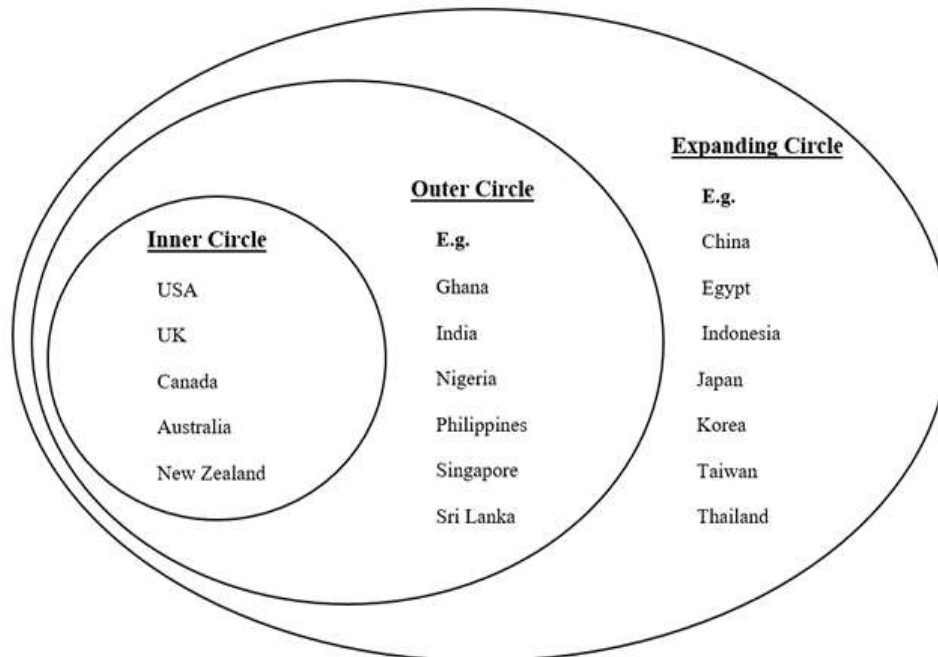 Inner Circle
USA
UK
Canada
Australia
New Zealand
Outer Circle
E.g.
Ghana
India
Nigeria
Philippines
Singapore
Sri Lanka
Expanding Circle
E.g.
China
Egypt
Indonesia
Japan
Korea
Taiwan
Thailand